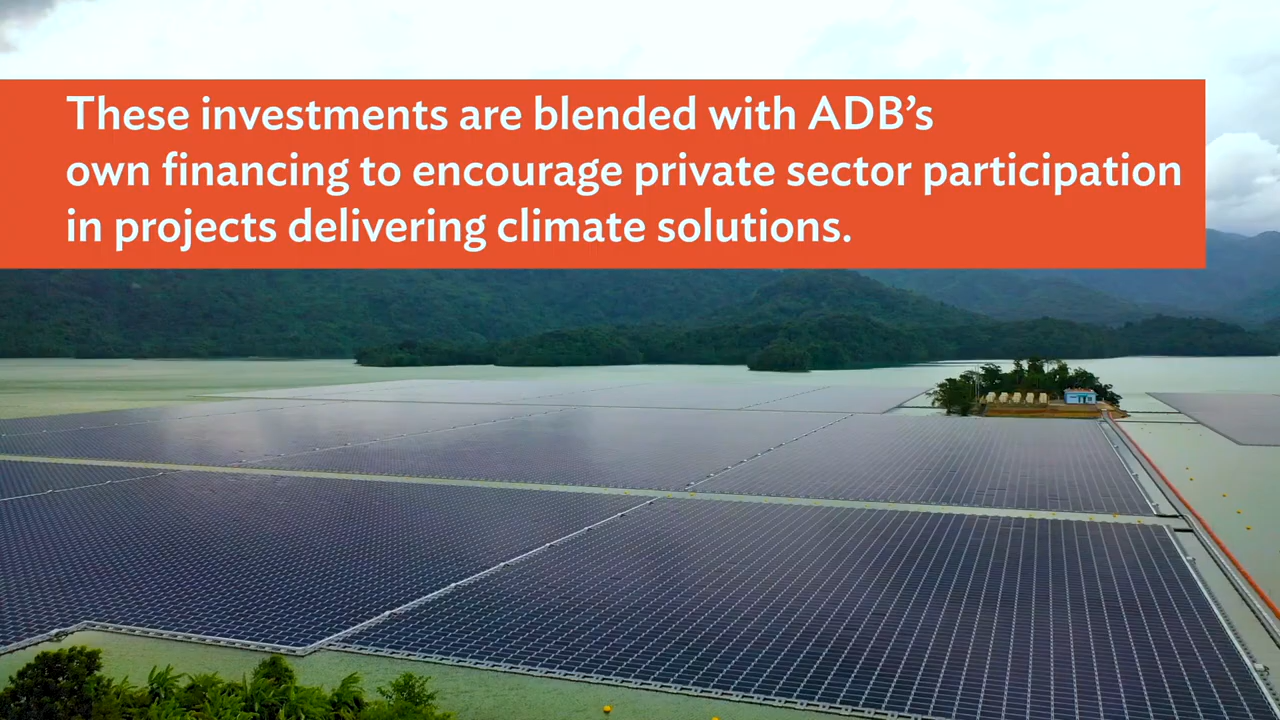 These investments are blended with ADB’s
own financing to encourage private sector participation
in projects delivering climate solutions.